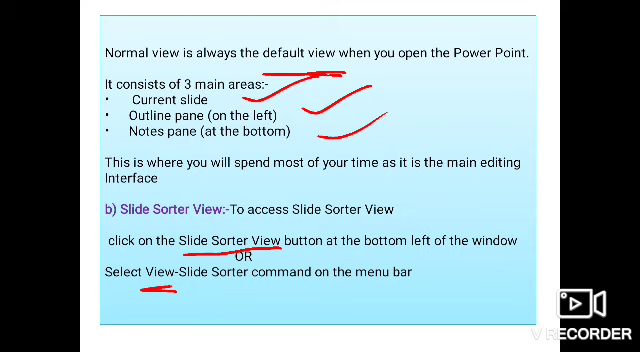 Normal view is always the default view when you open the Power Point.
It consists of 3 main areas:-
• Current slide
• Outline pane (on the left)
• Notes pane (at the bottom)
This is where you will spend most of your time as it is the main editing
Interface
b) Slide Sorter View:-To access Slide Sorter View
click on the Slide Sorter View button at the bottom left of the window
OR
Select View-Slide Sorter command on the menu bar
V RECORDER